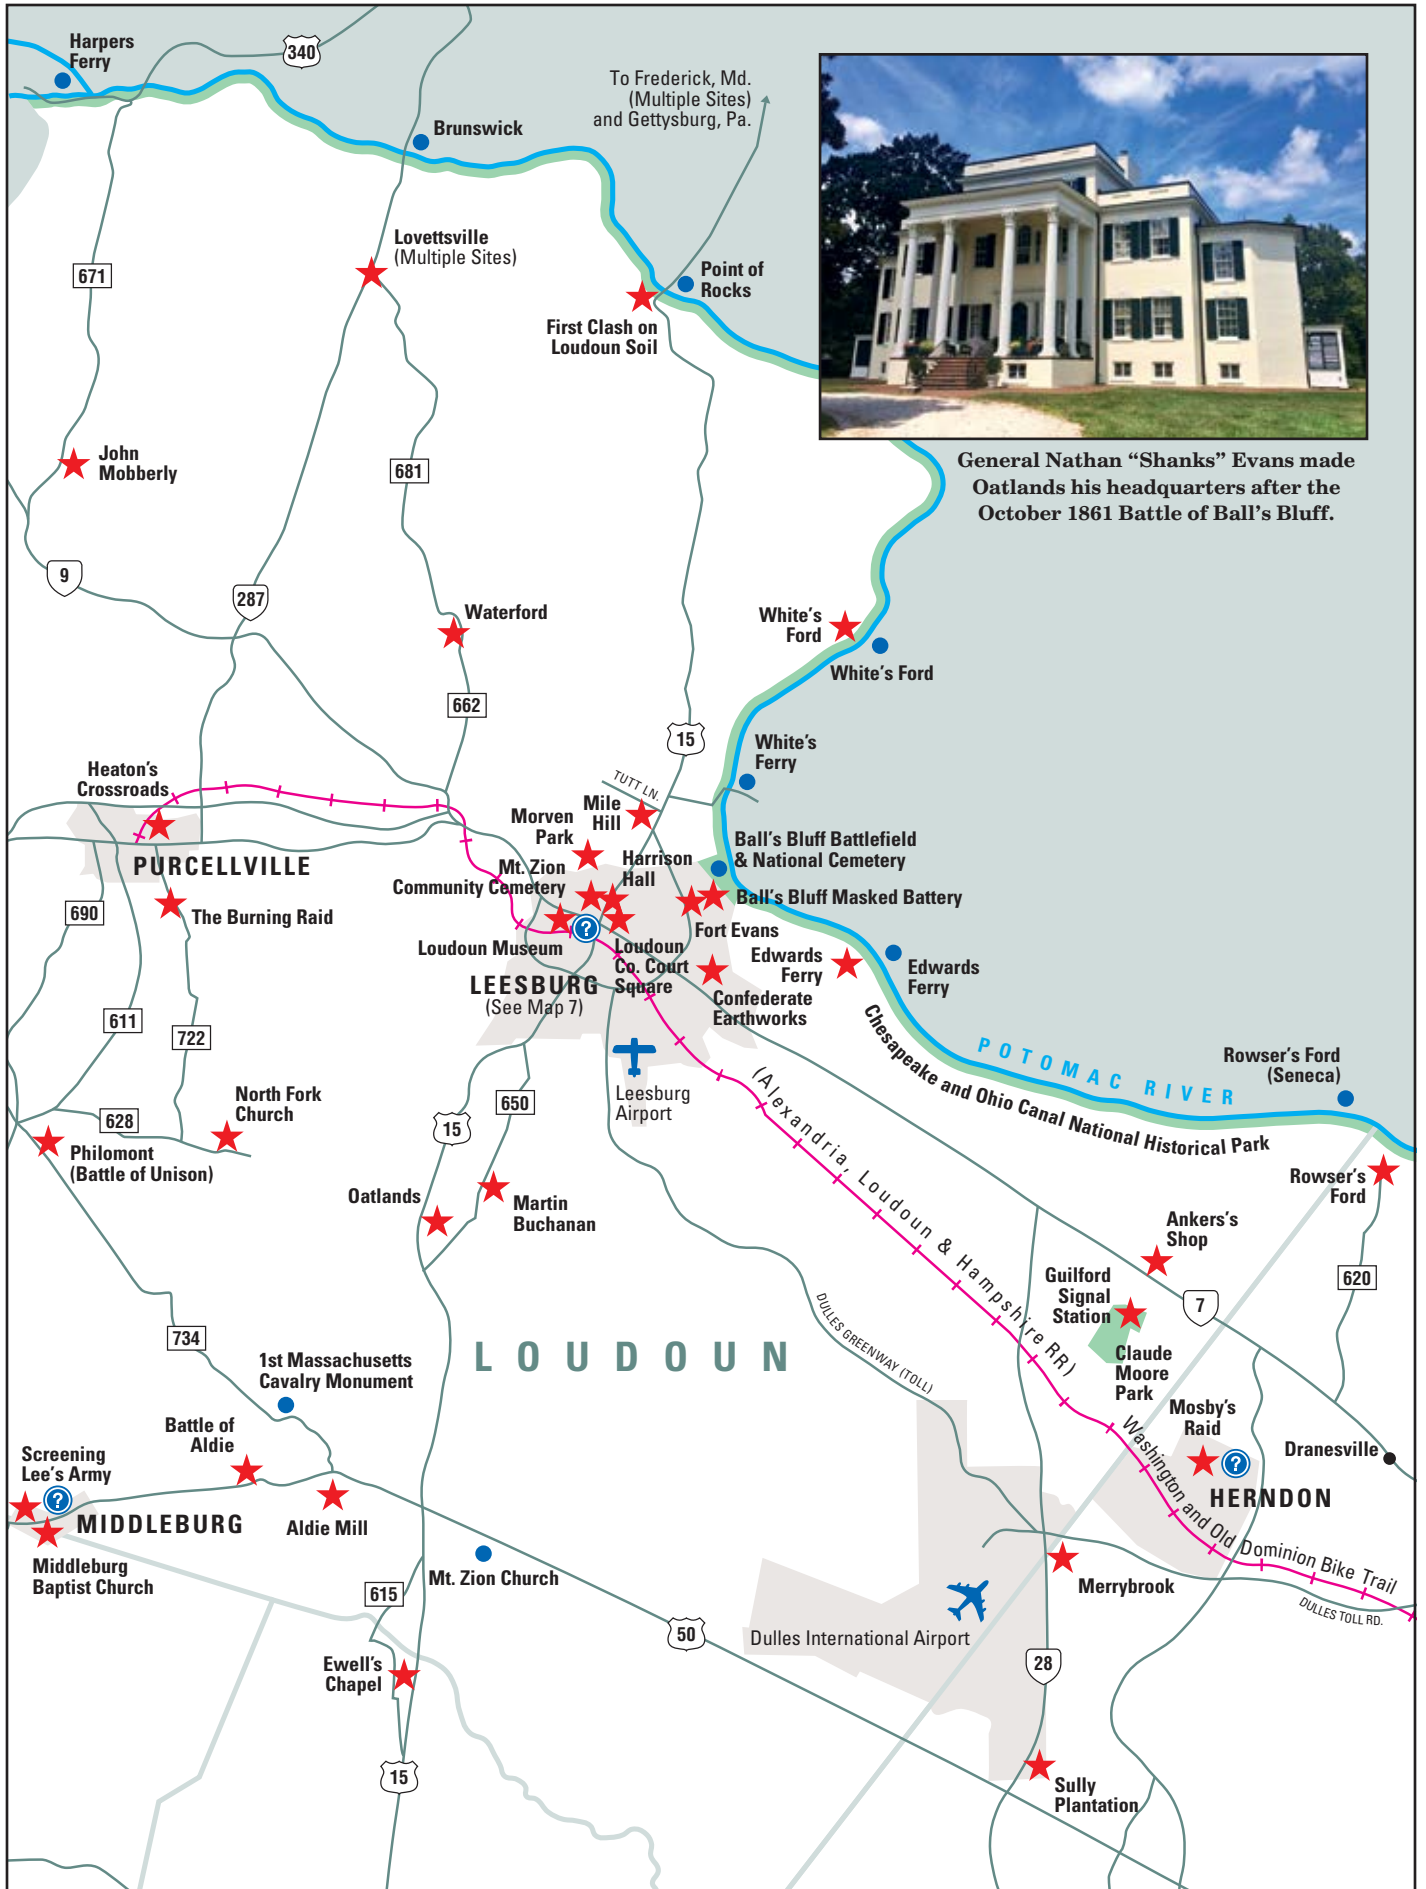 Harpers
Ferry
340
To Frederick, Md.
(Multiple Sites)
and Gettysburg, Pa.
Brunswick
Lovettsville
(Multiple Sites)
671
Point of
Rocks
First Clash on
Loudoun Soil
John
Mobberly
681
General Nathan “Shanks” Evans made
Oatlands his headquarters after the
October 1861 Battle of Ball’s Bluff.
9
287
Waterford
White’s
Ford
White’s Ford
662
15
White’s
Ferry
Heaton’s
Crossroads
TUTT LN.
Mile
Hill
Morven
Park
PURCELLVILLE
Mt. Zion
Community Cemetery
Harrison
Hall
Ball’s Bluff Battlefield
& National Cemetery
Ball’s Bluff Masked Battery
690
The Burning Raid
Fort Evans
?
Loudoun Museum
Loudoun
Co. Court
Square
Edwards
Ferry
Edwards
Ferry
LEESBURG
(See Map 7)
Confederate
Earthworks
611
722
Chesapeake and Ohio Canal National Historical Park
POTOMAC RIVER
Rowser’s Ford
(Seneca)
North Fork
Church
628
650
15
Leesburg
Airport
(Alexandria, Loudoun & Hampshire RR)
Philomont
(Battle of Unison)
Oatlands
Martin
Buchanan
Rowser’s
Ford
Ankers’s
Shop
Guilford
Signal
Station
620
7
734
DULLES GREENWAY (TOLL)
LOUDOUN
1st Massachusetts
Cavalry Monument
Claude
Moore
Park
Battle of
Aldie
Mosby’s
Raid
Screening
Lee’s Army
?
?
Dranesville
MIDDLEBURG
Aldie Mill
HERNDON
Washington and Old Dominion Bike Trail
Middleburg
Baptist Church
Mt. Zion Church
615
Merrybrook
DULLES TOLL RD.
50
Dulles International Airport
Ewell’s
Chapel
28
15
Sully
Plantation